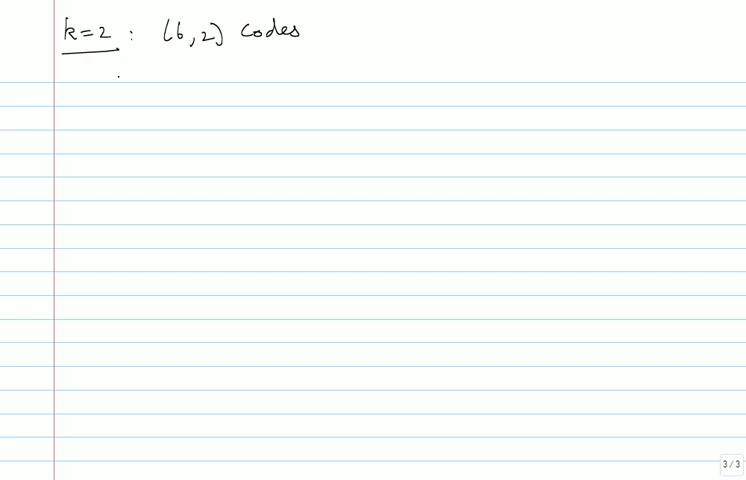 k=2 : (6,2) codes
3/3